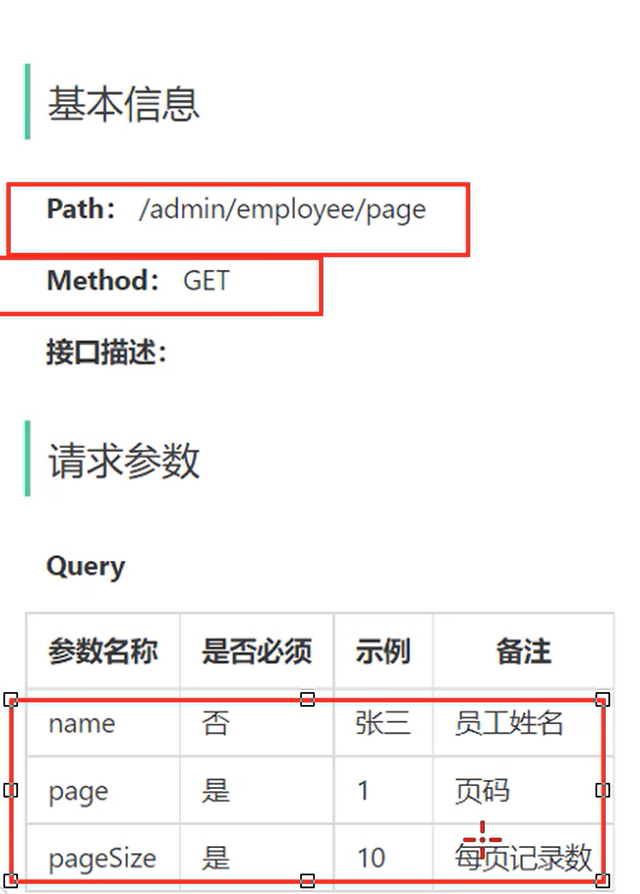 基本信息
Path： /admin/employee/page
Method： GET
接口描述：
请求参数
Query
参数名称 是否必须 示例 备注
name 否 张三 员工姓名
page 是 1 页码
pageSize 是 10 每页记录数